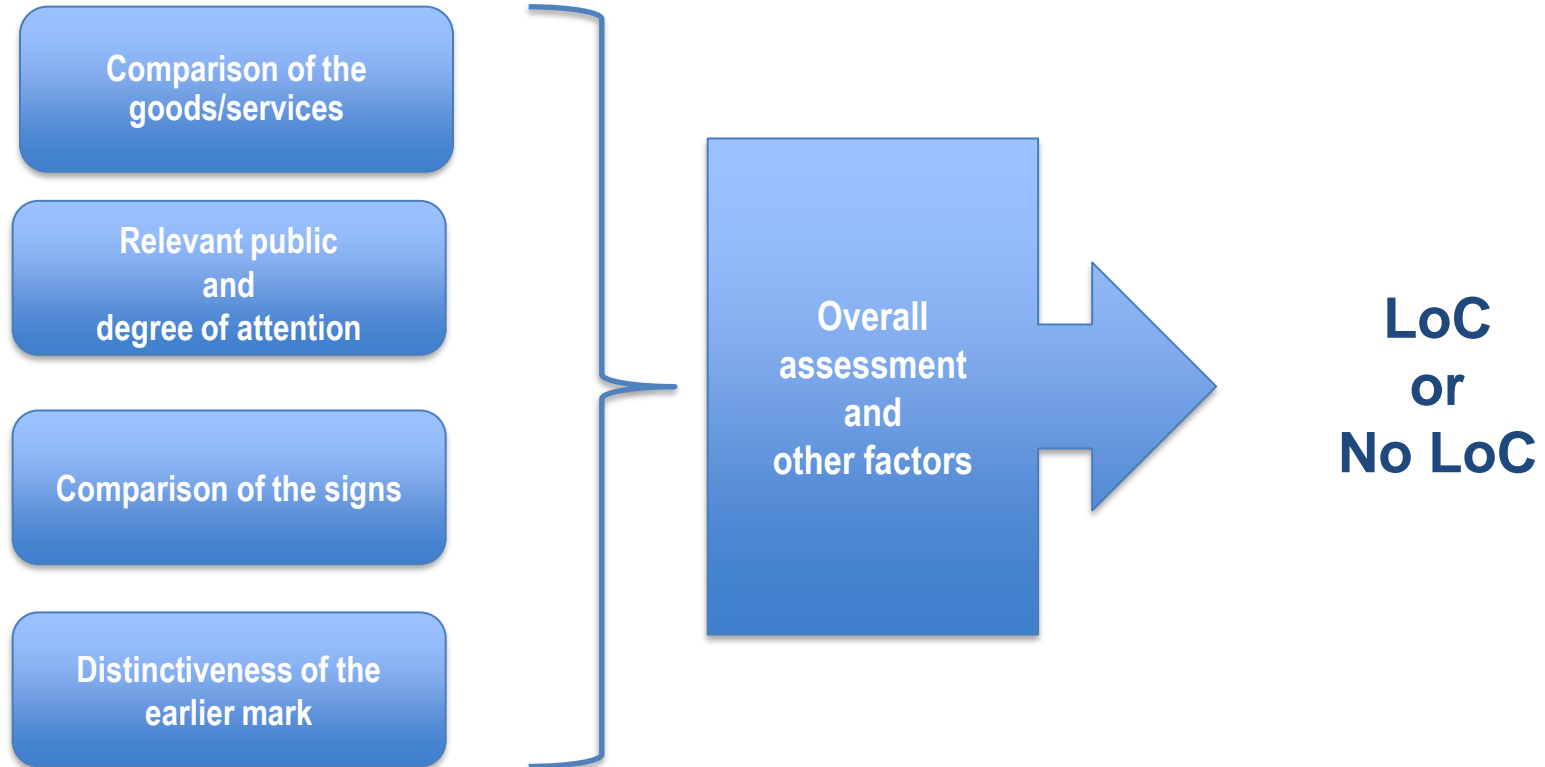 Comparison of the
goods/services
Relevant public
and
degree of attention
Comparison of the signs
Distinctiveness of the
earlier mark
Overall
assessment
and
other factors
LoC
or
No LoC